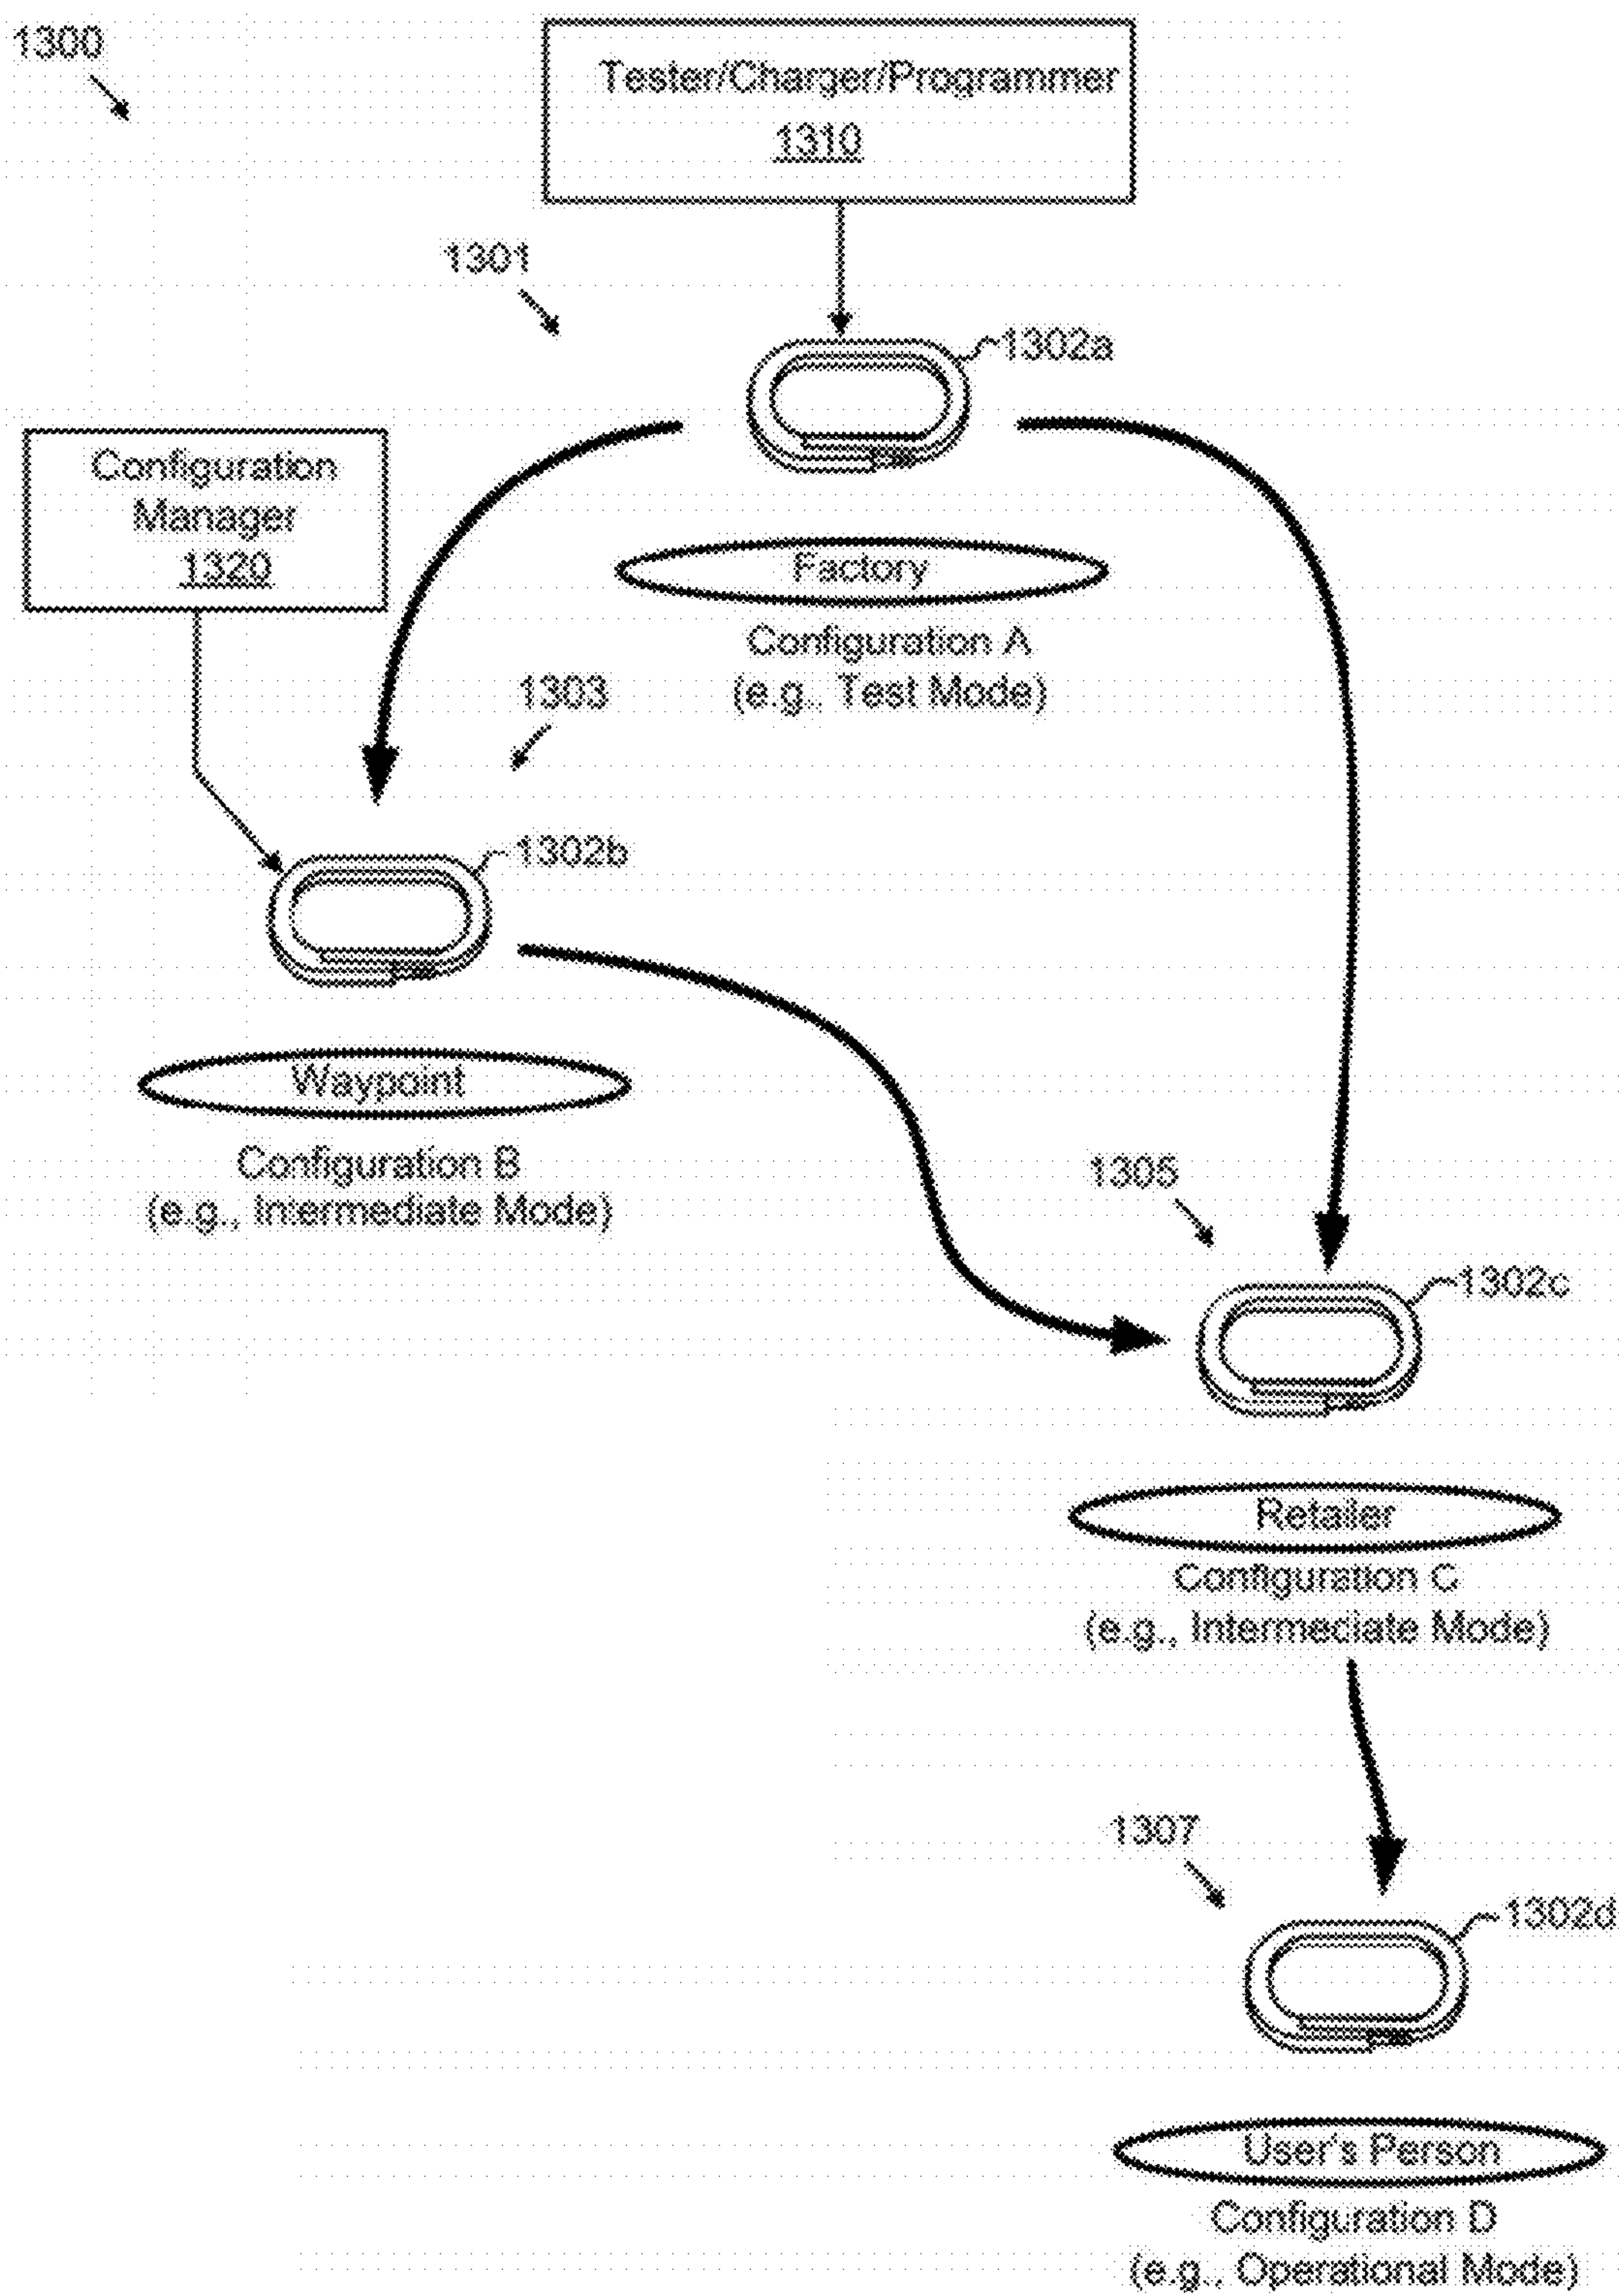 1300
Tester/Charger/Programmer
1310
1301
1302a
Configuration
Manager
1320
Factory
Configuration A
(e.g., Test Mode)
1303
1302b
Waypoint
Configuration B
(e.g., Intermediate Mode)
1305
1302c
Retailer
Configuration C
(e.g., Intermeciate Mode)
1307
1302d
User's Person
Configuration D
(e.g., Operational Mode)